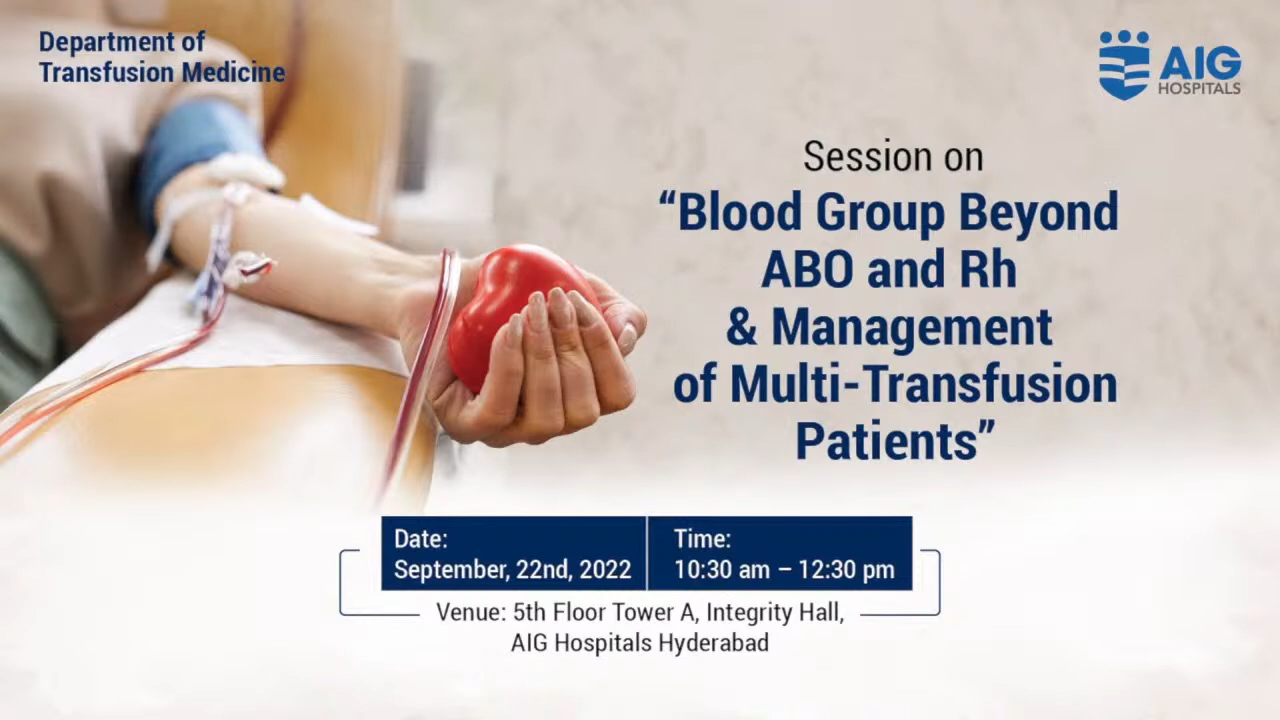 Department of
Transfusion Medicine
AIG
HOSPITALS
Session on
“Blood Group Beyond
ABO and Rh
& Management
of Multi-Transfusion
Patients”
Date:
September, 22nd, 2022
Time:
10:30 am – 12:30 pm
Venue: 5th Floor Tower A, Integrity Hall,
AIG Hospitals Hyderabad